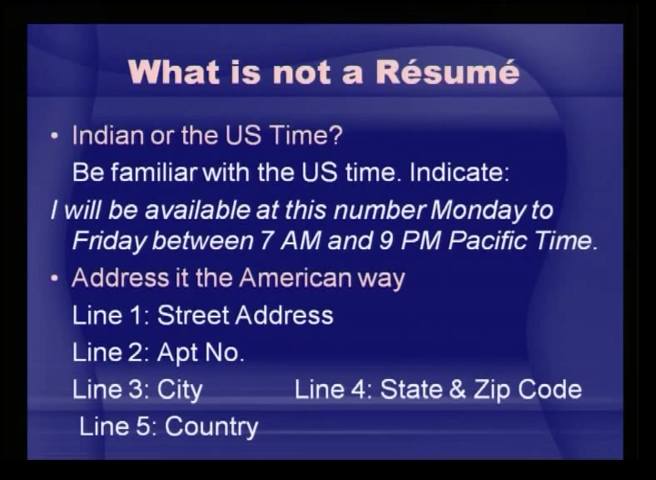 What is not a Résumé
• Indian or the US Time?
Be familiar with the US time. Indicate:
I will be available at this number Monday to
Friday between 7 AM and 9 PM Pacific Time.
• Address it the American way
Line 1: Street Address
Line 2: Apt No.
Line 3: City Line 4: State & Zip Code
Line 5: Country